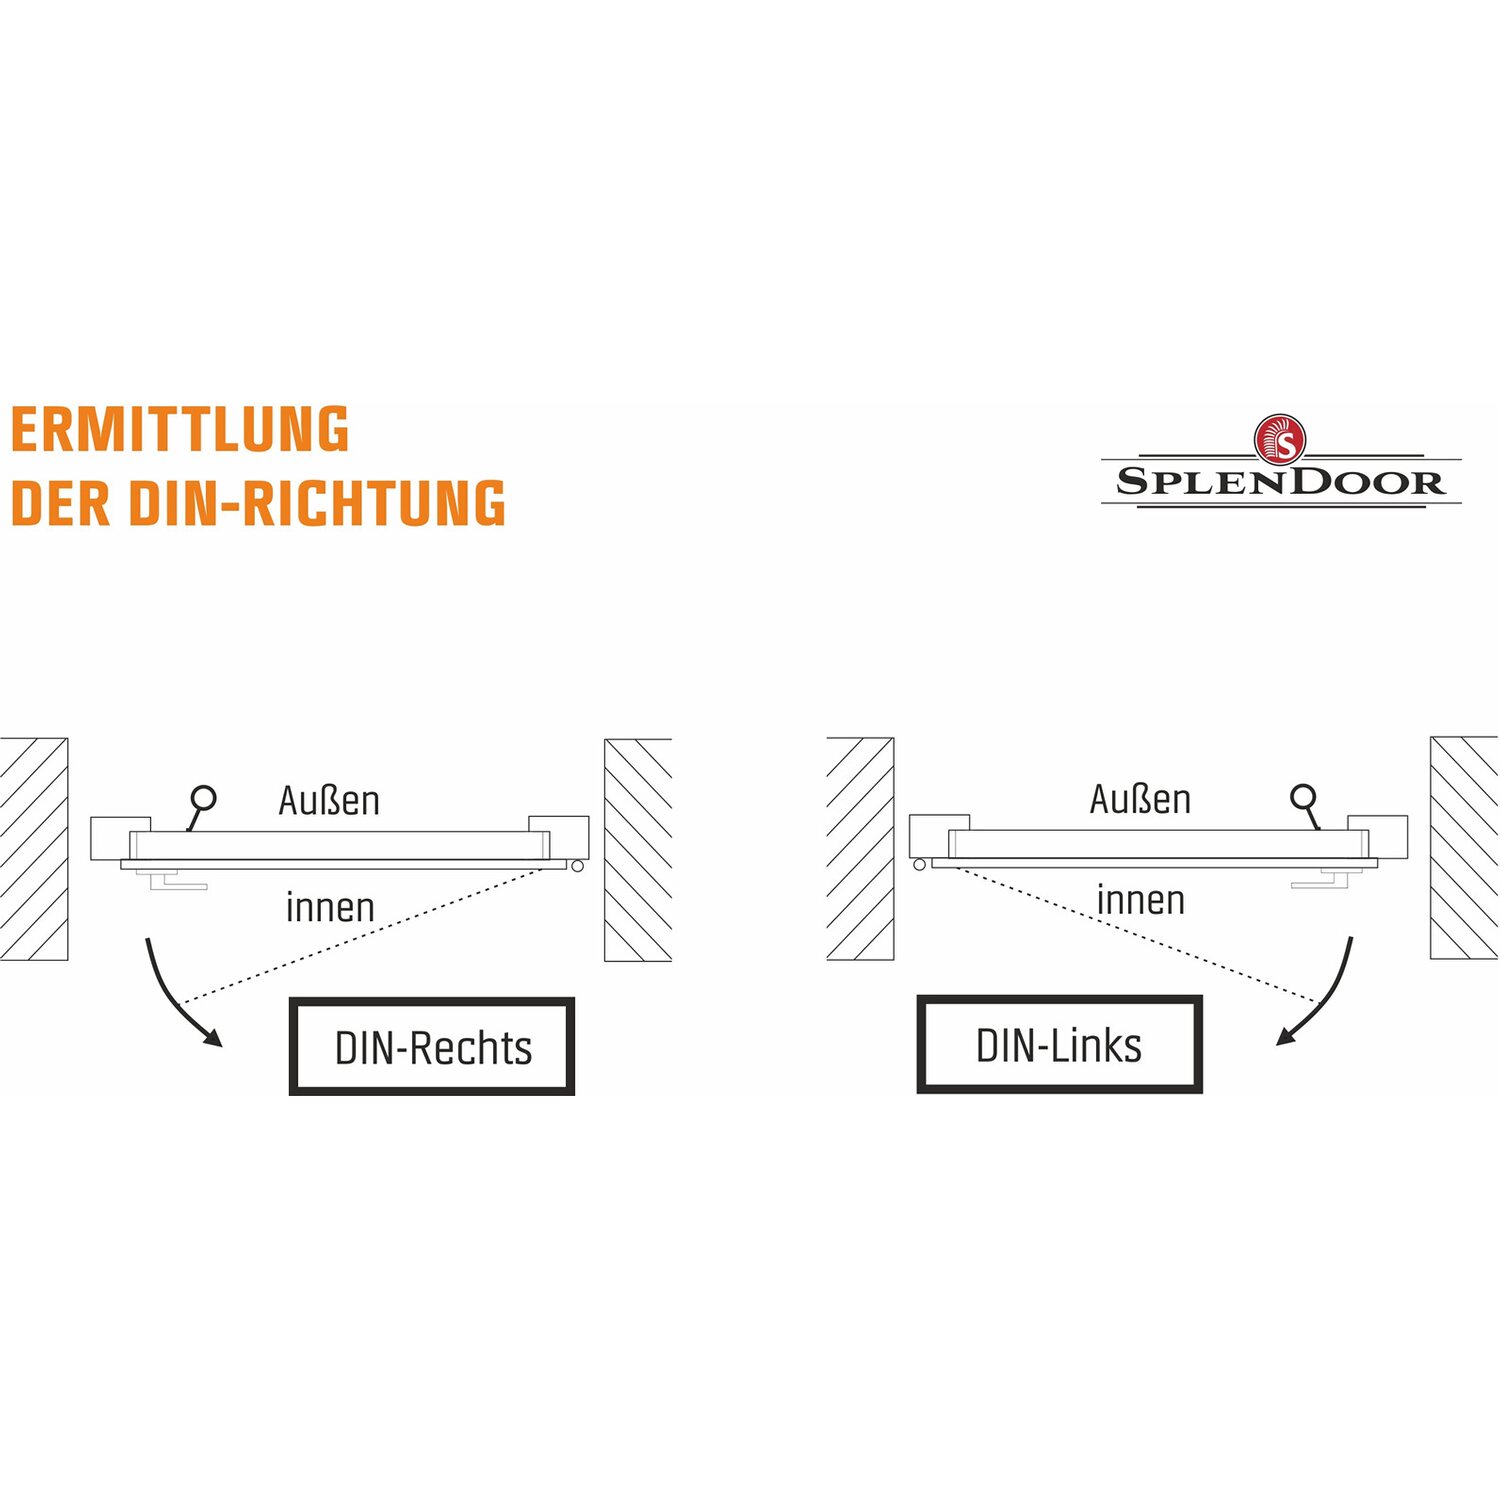 ERMITTLUNG
DER DIN-RICHTUNG
S
SPLENDOOR
Außen
innen
DIN-Rechts
Außen
innen
DIN-Links